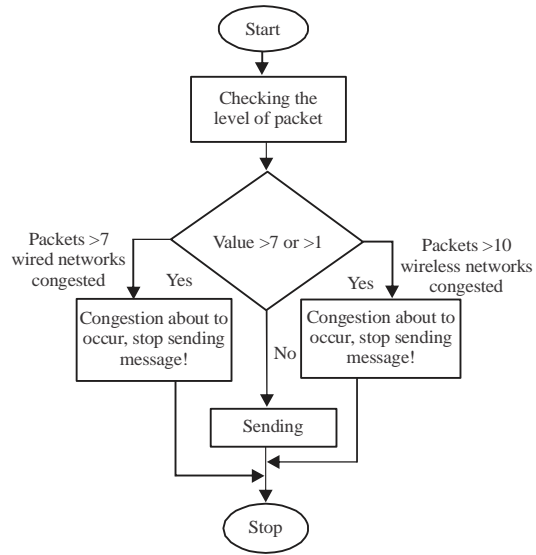 Start
Checking the
level of packet
Value >7 or >1
Packets >7
wired networks
congested
Yes
Packets >10
wireless networks
congested
Yes
Congestion about to
occur, stop sending
message!
No
Congestion about to
occur, stop sending
message!
Sending
Stop